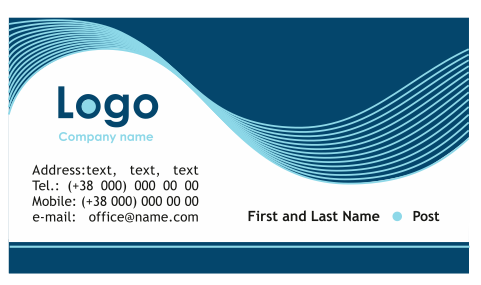 Logo
Company name
Address:text, text, text
Tel.: (+38 000) 000 00 00
Mobile: (+38 000) 000 00 00
e-mail: office@name.com
First and Last Name Post